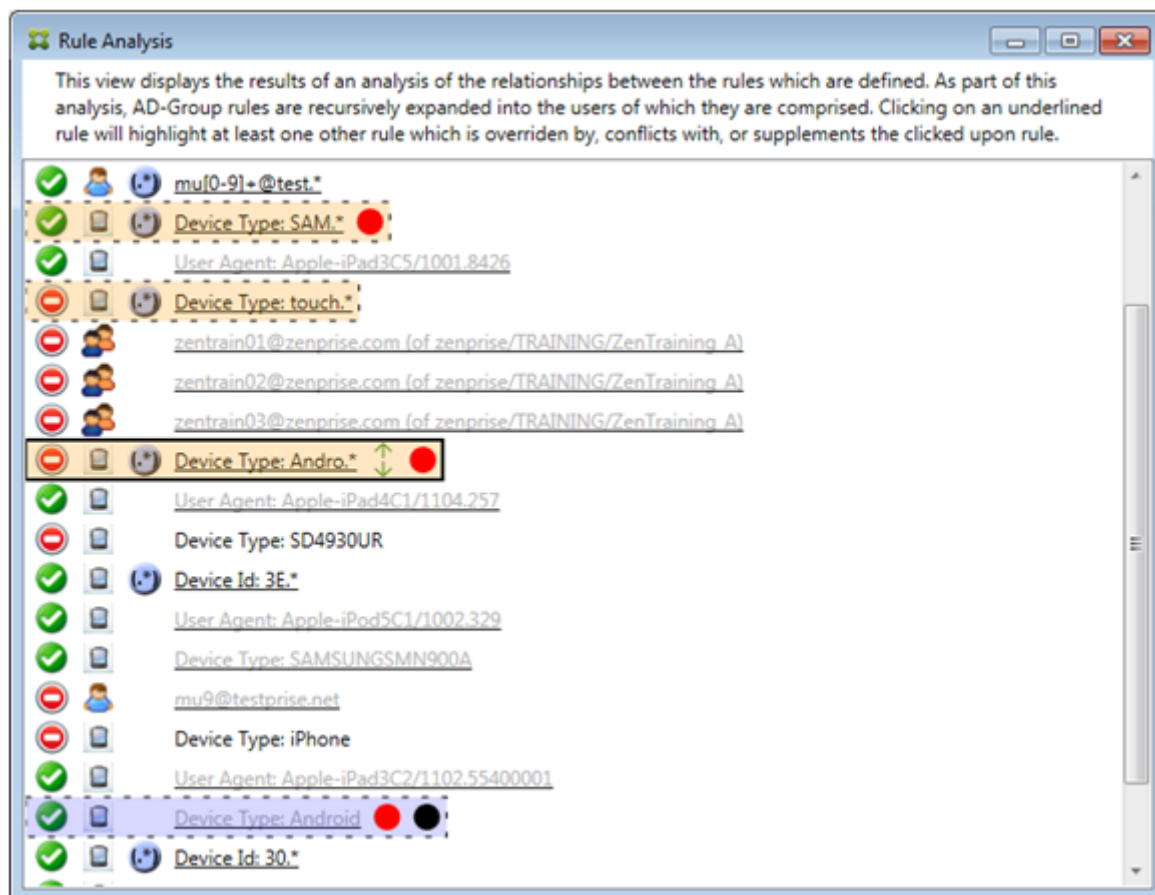 Rule Analysis
This view displays the results of an analysis of the relationships between the rules which are defined. As part of this
analysis, AD-Group rules are recursively expanded into the users of which they are comprised. Clicking on an underlined
rule will highlight at least one other rule which is overriden by, conflicts with, or supplements the clicked upon rule.
(.*) mu[0-9]+@test.*
(.*) Device Type: SAM.*
User Agent: Apple-iPad3C5/1001.8426
(.*) Device Type: touch.*
zentrain01@zenprise.com (of zenprise/TRAINING/ZenTraining_A)
zentrain02@zenprise.com (of zenprise/TRAINING/ZenTraining_A)
zentrain03@zenprise.com (of zenprise/TRAINING/ZenTraining_A)
(.*) Device Type: Andro.*
User Agent: Apple-iPad4C1/1104.257
Device Type: SD4930UR
(.*) Device Id: 3E.*
User Agent: Apple-iPod5C1/1002.329
Device Type: SAMSUNGSMN900A
mu9@testprise.net
Device Type: iPhone
User Agent: Apple-iPad3C2/1102.55400001
Device Type: Android
(.*) Device Id: 30.*